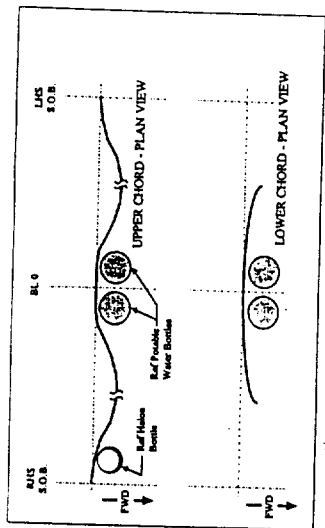 RHS
S.O.B.
BL 0
LHS
S.O.B.
Ref Halon
Bottle
Ref Potable
Water Bottles
UPPER CHORD - PLAN VIEW
FWD
LOWER CHORD - PLAN VIEW
FWD